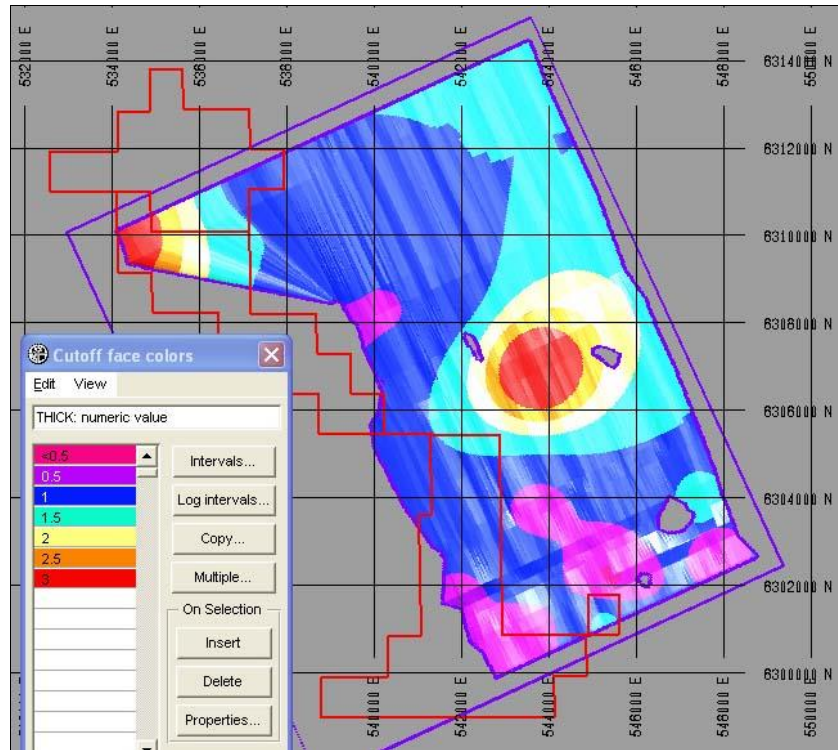 532000 E
534000 E
536000 E
538000 E
540000 E
542000 E
544000 E
546000 E
548000 E
550000 E
6314000 N
6312000 N
6310000 N
6308000 N
6306000 N
6304000 N
6302000 N
6300000 N
Cutoff face colors
Edit View
THICK: numeric value
<0.5
0.5
1
1.5
2
2.5
3
Intervals...
Log intervals...
Copy...
Multiple...
On Selection
Insert
Delete
Properties...
540000 E
542000 E
544000 E
546000 E
548000 E
550000 E